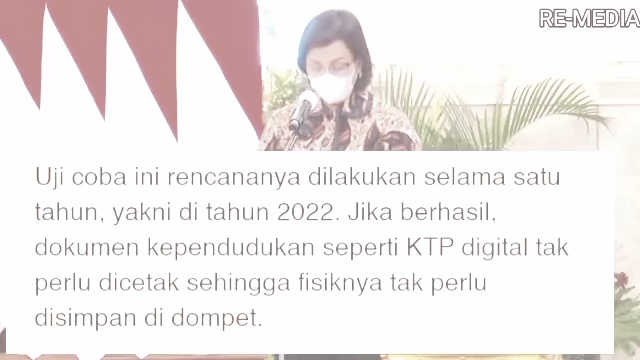 RE-MEDIA
Uji coba ini rencananya dilakukan selama satu
tahun, yakni di tahun 2022. Jika berhasil,
dokumen kependudukan seperti KTP digital tak
perlu dicetak sehingga fisiknya tak perlu
disimpan di dompet.